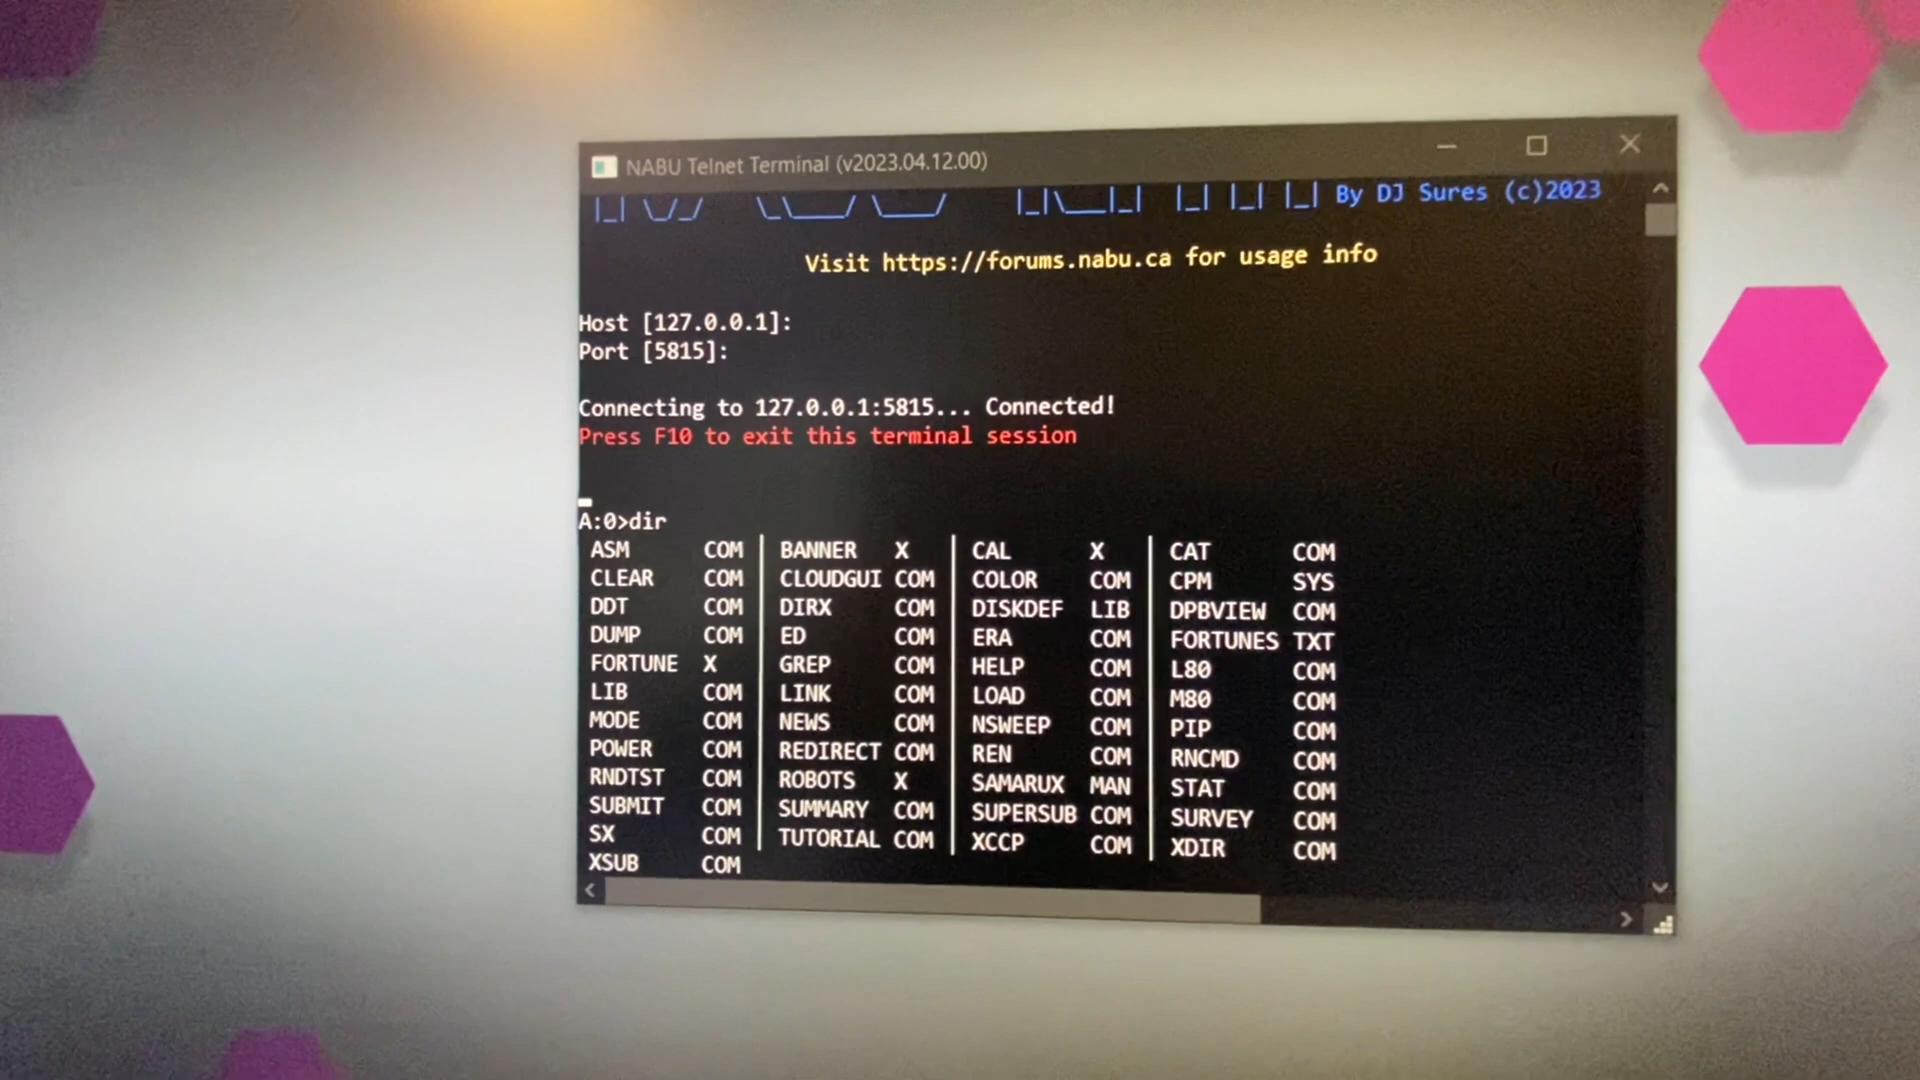 NABU Telnet Terminal (v2023.04.12.00)
By DJ Sures (c)2023
Visit https://forums.nabu.ca for usage info
Host [127.0.0.1]:
Port [5815]:
Connecting to 127.0.0.1:5815... Connected!
Press F10 to exit this terminal session
A:0>dir
ASM COM | BANNER X | CAL X | CAT COM
CLEAR COM | CLOUDGUI COM | COLOR COM | CPM SYS
DDT COM | DIRX COM | DISKDEF LIB | DPBVIEW COM
DUMP COM | ED COM | ERA COM | FORTUNES TXT
FORTUNE X | GREP COM | HELP COM | L80 COM
LIB COM | LINK COM | LOAD COM | M80 COM
MODE COM | NEWS COM | NSWEEP COM | PIP COM
POWER COM | REDIRECT COM | REN COM | RNCMD COM
RNDTST COM | ROBOTS X | SAMARUX MAN | STAT COM
SUBMIT COM | SUMMARY COM | SUPERSUB COM | SURVEY COM
SX COM | TUTORIAL COM | XCCP COM | XDIR COM
XSUB COM